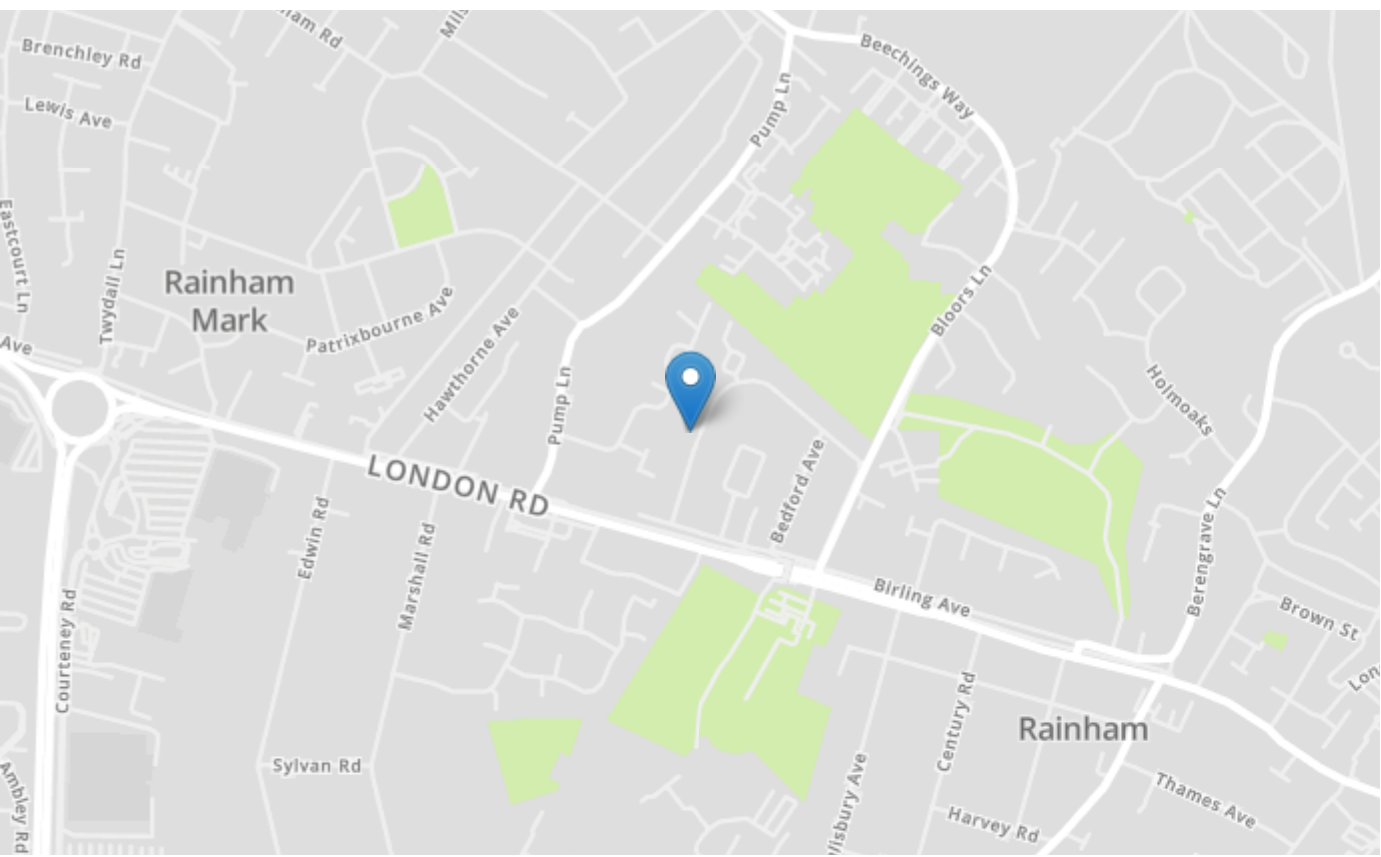 Beechings Way
Brenchley Rd
Lewis Ave
Pump Ln
Eastcourt Ln
Twydall Ln
Rainham
Mark
Patrixbourne Ave
Hawthorne Ave
Bloors Ln
Ave
Pump Ln
Holmoaks
LONDON RD
Bedford Ave
Edwin Rd
Marshall Rd
Berengrave Ln
Birling Ave
Brown St
Courteney Rd
Century Rd
Rainham
Sylvan Rd
Ambley Rd
Thames Ave
Harvey Rd